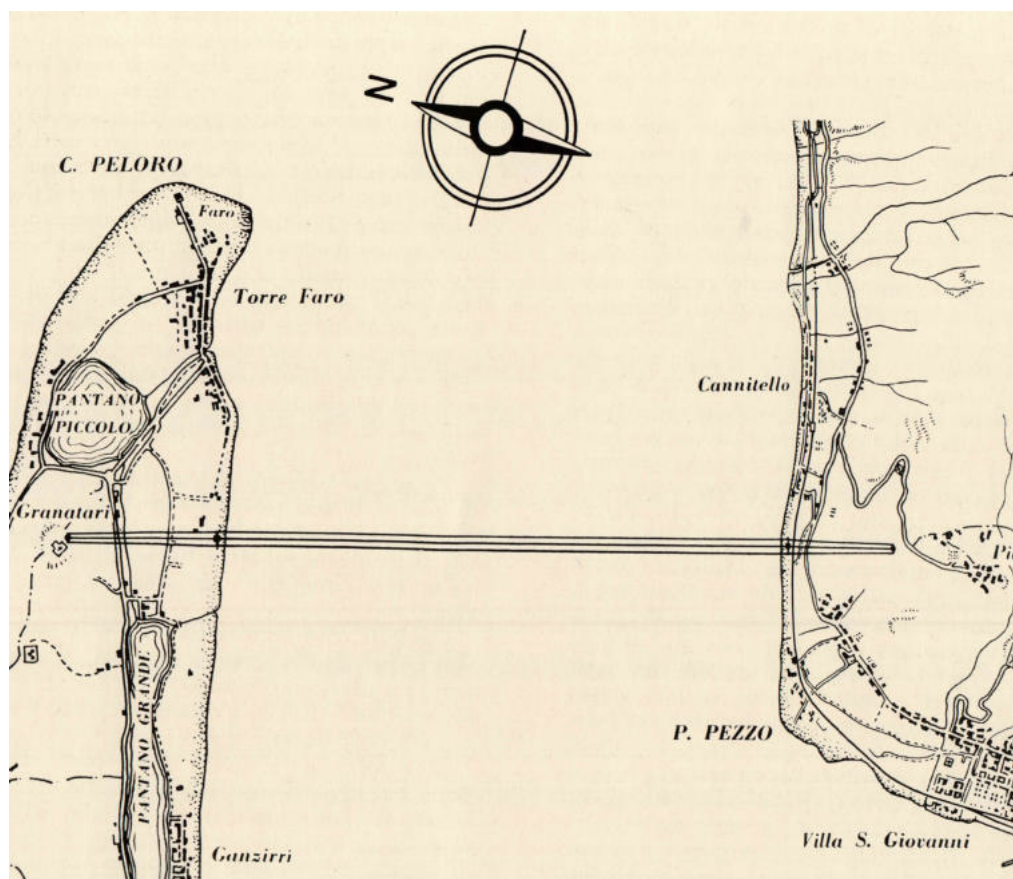 N
C. PELORO
Faro
Torre Faro
PANTANO
PICCOLO
Cannitello
Granatari
PANTANO GRANDE
P. PEZZO
Ganzirri
Villa S. Giovanni